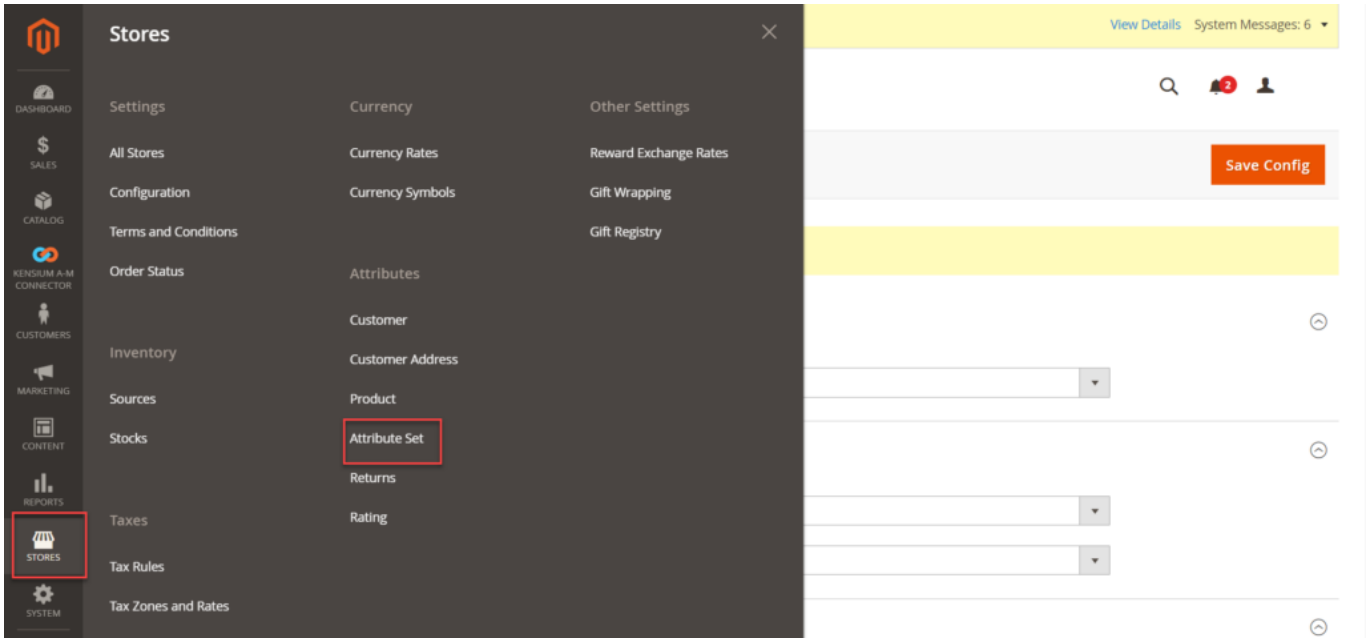 DASHBOARD
SALES
CATALOG
KENSIUM A-M
CONNECTOR
CUSTOMERS
MARKETING
CONTENT
REPORTS
STORES
SYSTEM
Stores
Settings
All Stores
Configuration
Terms and Conditions
Order Status
Inventory
Sources
Stocks
Taxes
Tax Rules
Tax Zones and Rates
Currency
Currency Rates
Currency Symbols
Attributes
Customer
Customer Address
Product
Attribute Set
Returns
Rating
Other Settings
Reward Exchange Rates
Gift Wrapping
Gift Registry
View Details System Messages: 6
2
Save Config